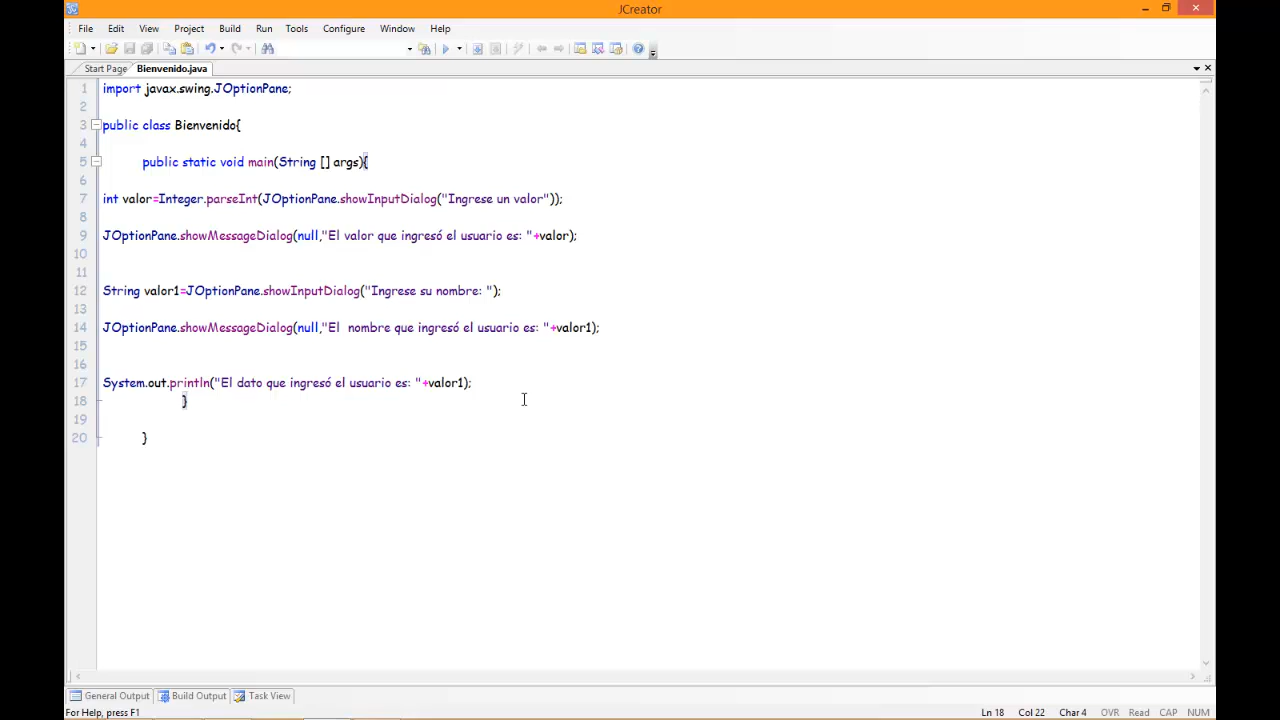 JCreator
File Edit View Project Build Run Tools Configure Window Help
Start Page Bienvenido.java
1 import javax.swing.JOptionPane;
2
3 public class Bienvenido{
4
5 public static void main(String [] args){
6
7 int valor=Integer.parseInt(JOptionPane.showInputDialog("Ingrese un valor"));
8
9 JOptionPane.showMessageDialog(null,"El valor que ingresó el usuario es: "+valor);
10
11
12 String valor1=JOptionPane.showInputDialog("Ingrese su nombre: ");
13
14 JOptionPane.showMessageDialog(null,"El  nombre que ingresó el usuario es: "+valor1);
15
16
17 System.out.println("El dato que ingresó el usuario es: "+valor1);
18 }
19
20 }
General Output Build Output Task View
For Help, press F1 Ln 18 Col 22 Char 4 OVR Read CAP NUM